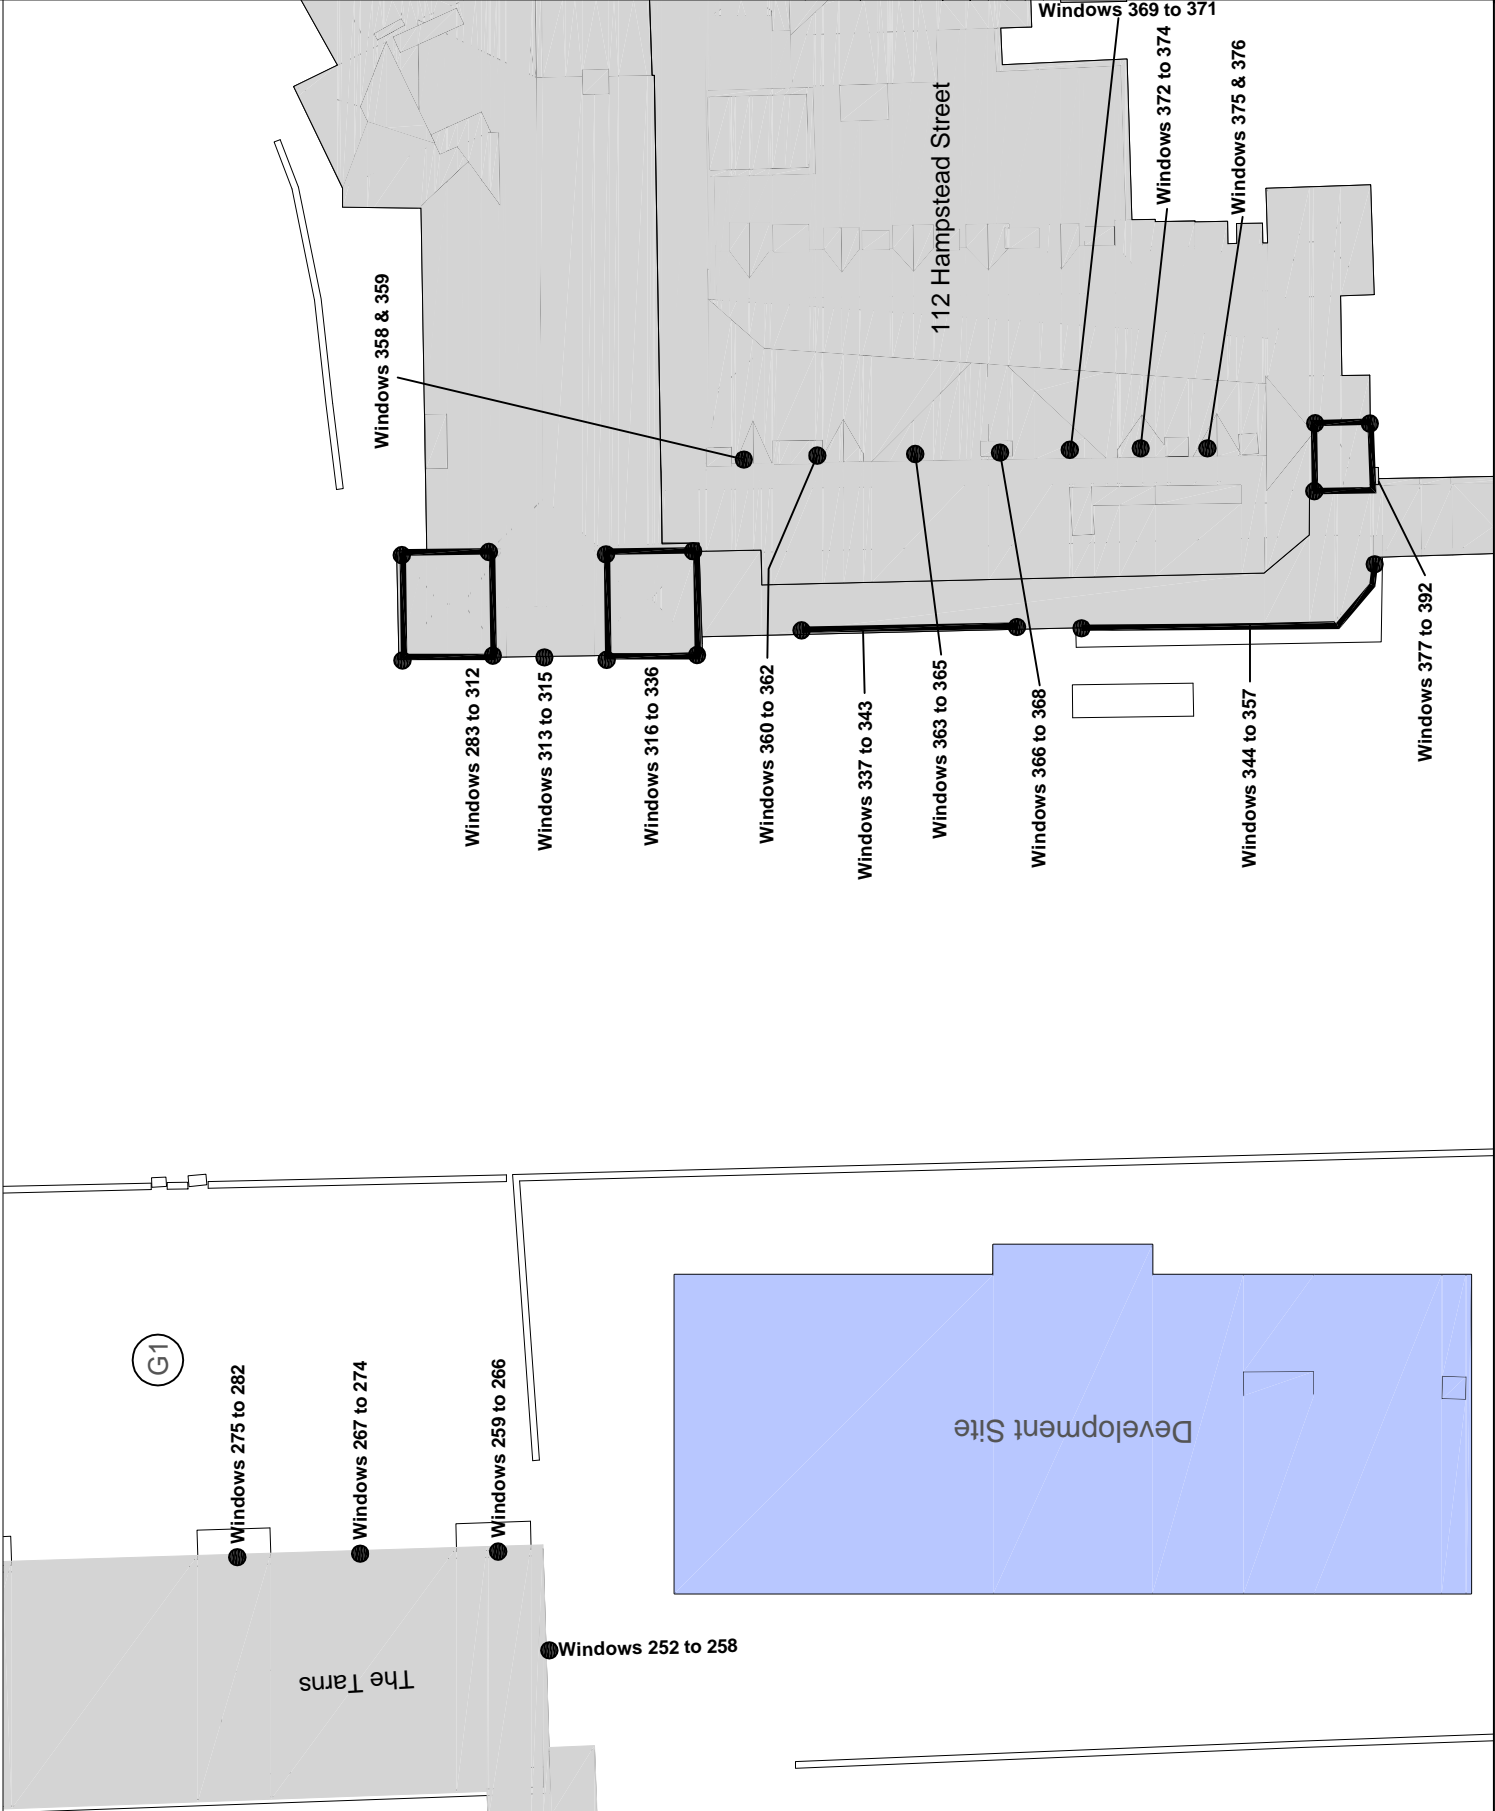 Windows 369 to 371
Windows 372 to 374
Windows 375 & 376
112 Hampstead Street
Windows 358 & 359
Windows 283 to 312
Windows 313 to 315
Windows 316 to 336
Windows 360 to 362
Windows 337 to 343
Windows 363 to 365
Windows 366 to 368
Windows 344 to 357
Windows 377 to 392
G1
Windows 275 to 282
Windows 267 to 274
Windows 259 to 266
Development Site
Windows 252 to 258
The Tarns